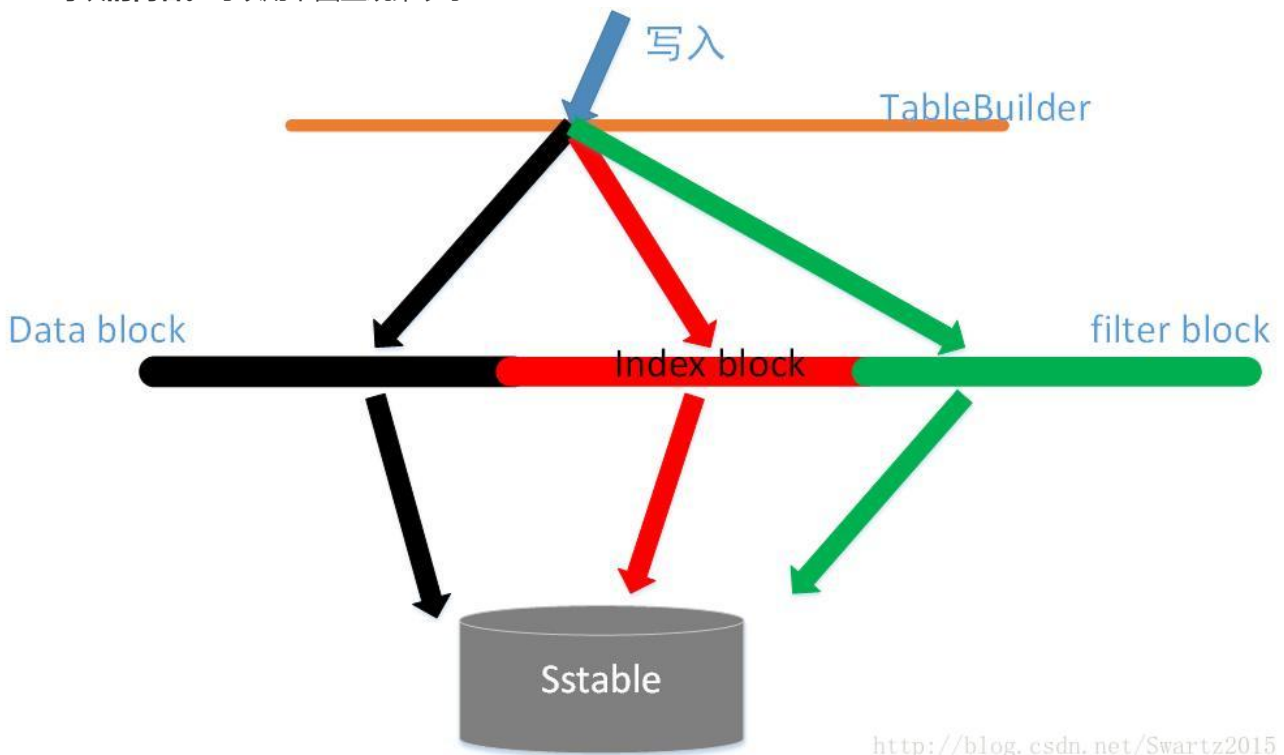 写入
TableBuilder
Data block
Index block
filter block
Sstable
http://blog.csdn.net/Swartz2015